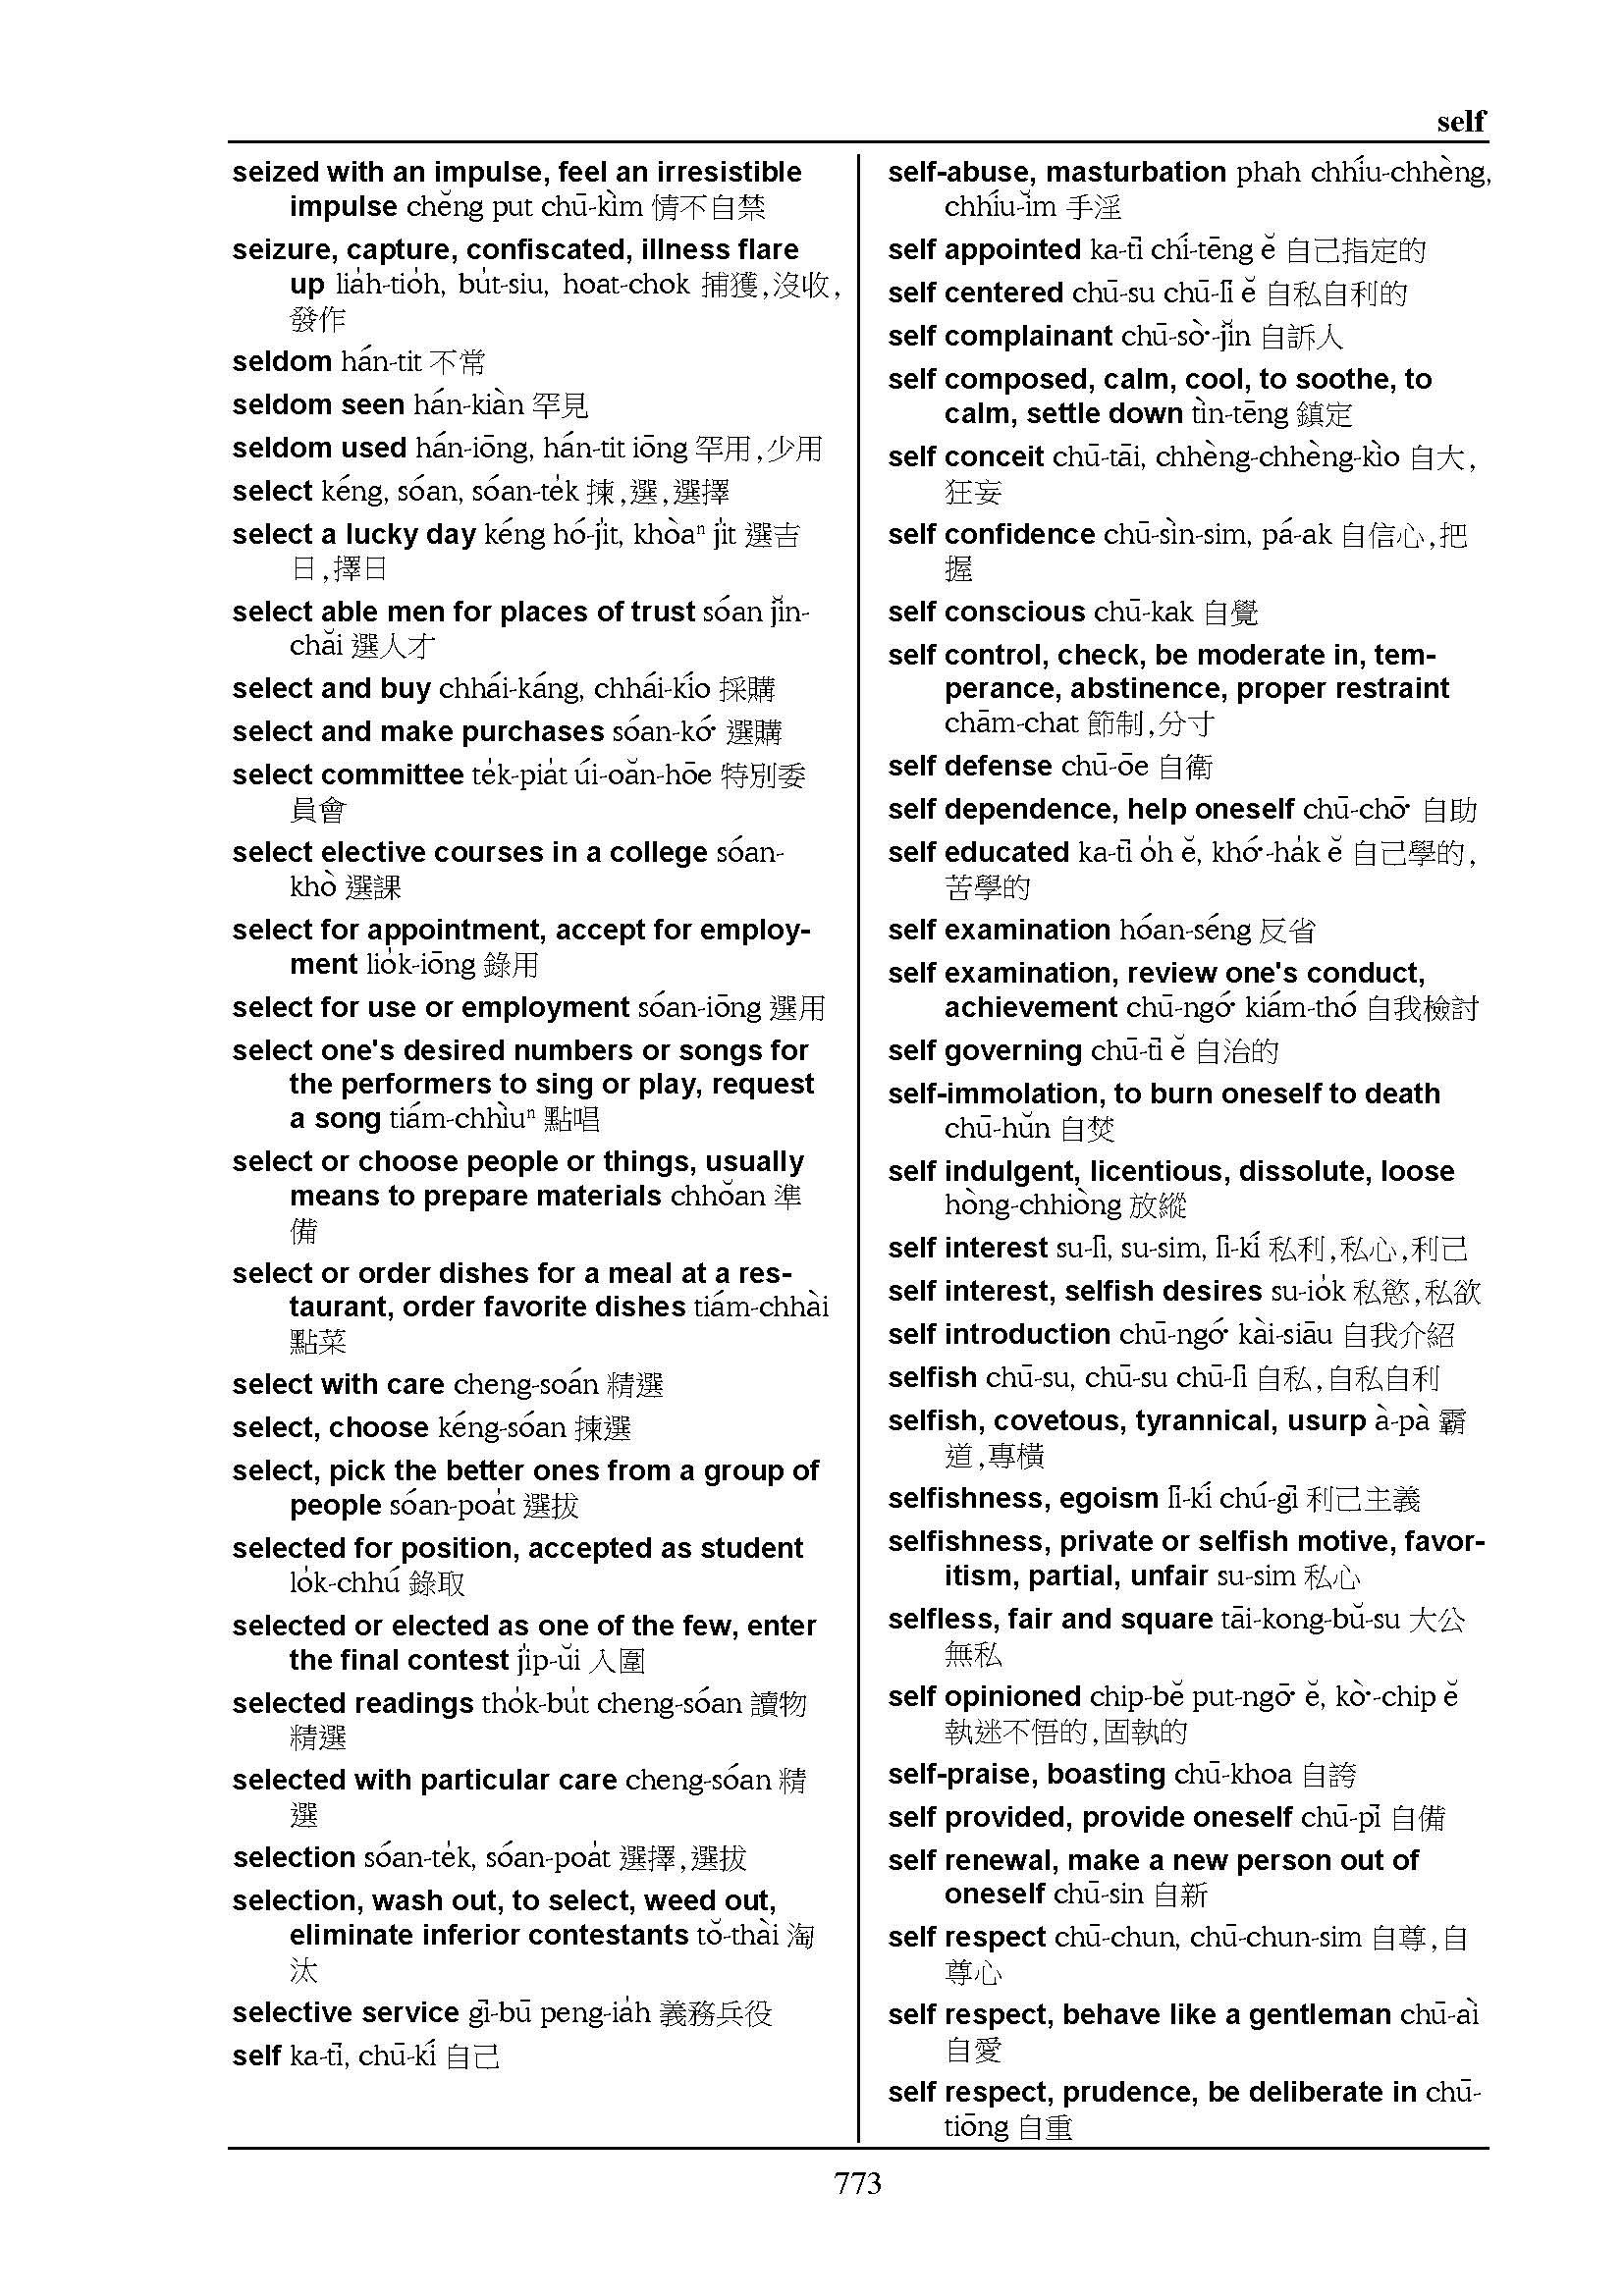 self
seized with an impulse, feel an irresistible
impulse chĕng put chū-kìm 情不自禁
seizure, capture, confiscated, illness flare
up lia̍h-tio̍h, bu̍t-siu, hoat-chok 捕獲,沒收,
發作
seldom hán-tit 不常
seldom seen hán-kiàn 罕見
seldom used hán-iōng, hán-tit iōng 罕用,少用
select kéng, sóan, sóan-te̍k 揀,選,選擇
select a lucky day kéng hó-ji̍t, khòaⁿ ji̍t 選吉
日,擇日
select able men for places of trust sóan jĭn-
chăi 選人才
select and buy chhái-káng, chhái-kío 採購
select and make purchases sóan-kó͘ 選購
select committee te̍k-pia̍t úi-oăn-hōe 特別委
員會
select elective courses in a college sóan-
khò 選課
select for appointment, accept for employ-
ment lio̍k-iōng 錄用
select for use or employment sóan-iōng 選用
select one's desired numbers or songs for
the performers to sing or play, request
a song tiám-chhìuⁿ 點唱
select or choose people or things, usually
means to prepare materials chhŏan 準
備
select or order dishes for a meal at a res-
taurant, order favorite dishes tiám-chhài
點菜
select with care cheng-soán 精選
select, choose kéng-sóan 揀選
select, pick the better ones from a group of
people sóan-poa̍t 選拔
selected for position, accepted as student
lo̍k-chhú 錄取
selected or elected as one of the few, enter
the final contest ji̍p-ŭi 入圍
selected readings tho̍k-bu̍t cheng-sóan 讀物
精選
selected with particular care cheng-sóan 精
選
selection sóan-te̍k, sóan-poa̍t 選擇,選拔
selection, wash out, to select, weed out,
eliminate inferior contestants tŏ-thài 淘
汰
selective service gī-bū peng-ia̍h 義務兵役
self ka-tī, chū-kí 自己
self-abuse, masturbation phah chhíu-chhèng,
chhíu-ĭm 手淫
self appointed ka-tī chí-tēng ĕ 自己指定的
self centered chū-su chū-lī ĕ 自私自利的
self complainant chū-sò͘-jĭn 自訴人
self composed, calm, cool, to soothe, to
calm, settle down tìn-tēng 鎮定
self conceit chū-tāi, chhèng-chhèng-kìo 自大,
狂妄
self confidence chū-sìn-sim, pá-ak 自信心,把
握
self conscious chū-kak 自覺
self control, check, be moderate in, tem-
perance, abstinence, proper restraint
chām-chat 節制,分寸
self defense chū-ōe 自衛
self dependence, help oneself chū-chō͘ 自助
self educated ka-tī o̍h ĕ, khó͘-ha̍k ĕ 自己學的,
苦學的
self examination hóan-séng 反省
self examination, review one's conduct,
achievement chū-ngó͘ kiám-thó 自我檢討
self governing chū-tī ĕ 自治的
self-immolation, to burn oneself to death
chū-hŭn 自焚
self indulgent, licentious, dissolute, loose
hòng-chhiòng 放縱
self interest su-lī, su-sim, lī-kí 私利,私心,利己
self interest, selfish desires su-io̍k 私慾,私欲
self introduction chū-ngó͘ kài-siāu 自我介紹
selfish chū-su, chū-su chū-lī 自私,自私自利
selfish, covetous, tyrannical, usurp à-pà 霸
道,專橫
selfishness, egoism lī-kí chú-gī 利己主義
selfishness, private or selfish motive, favor-
itism, partial, unfair su-sim 私心
selfless, fair and square tāi-kong-bŭ-su 大公
無私
self opinioned chip-bĕ put-ngō͘ ĕ, kò͘-chip ĕ
執迷不悟的,固執的
self-praise, boasting chū-khoa 自誇
self provided, provide oneself chū-pī 自備
self renewal, make a new person out of
oneself chū-sin 自新
self respect chū-chun, chū-chun-sim 自尊,自
尊心
self respect, behave like a gentleman chū-aì
自愛
self respect, prudence, be deliberate in chū-
tiōng 自重
773